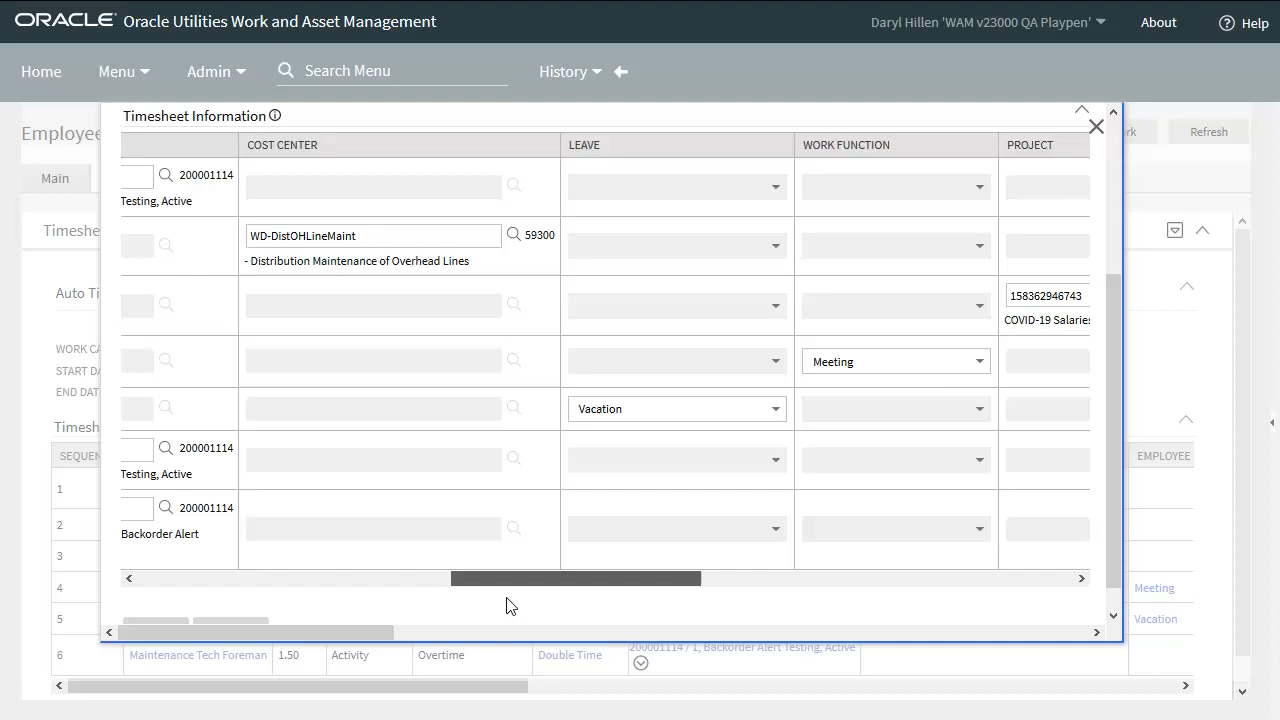 ORACLE® Oracle Utilities Work and Asset Management
Daryl Hillen 'WAM v23000 QA Playpen'
About
Help
Home
Menu
Admin
Search Menu
History
Employee
Refresh
Main
Timesheet Information
COST CENTER
LEAVE
WORK FUNCTION
PROJECT
200001114
Testing, Active
WD-DistOHLineMaint
59300
- Distribution Maintenance of Overhead Lines
158362946743
COVID-19 Salaries
Meeting
Vacation
200001114
Testing, Active
200001114
Backorder Alert
Timeshe
Auto Ti
WORK CA
START DA
END DAT
Timesh
SEQUEN
EMPLOYEE
1
2
3
4
Meeting
5
Vacation
6
Maintenance Tech Foreman
1.50
Activity
Overtime
Double Time
200001114 / 1, Backorder Alert Testing, Active